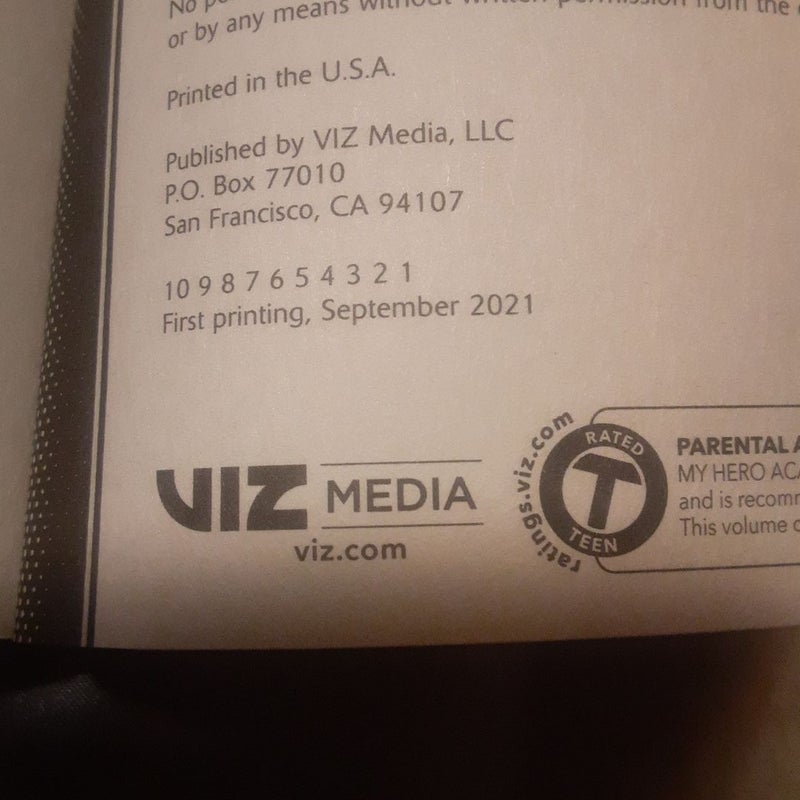 No
or by any means without written permission from the
Printed in the U.S.A.
Published by VIZ Media, LLC
P.O. Box 77010
San Francisco, CA 94107
10 9 8 7 6 5 4 3 2 1
First printing, September 2021
VIZ MEDIA
viz.com
ratings.viz.com
RATED
T
TEEN
PARENTAL
MY HERO
and is
This volume